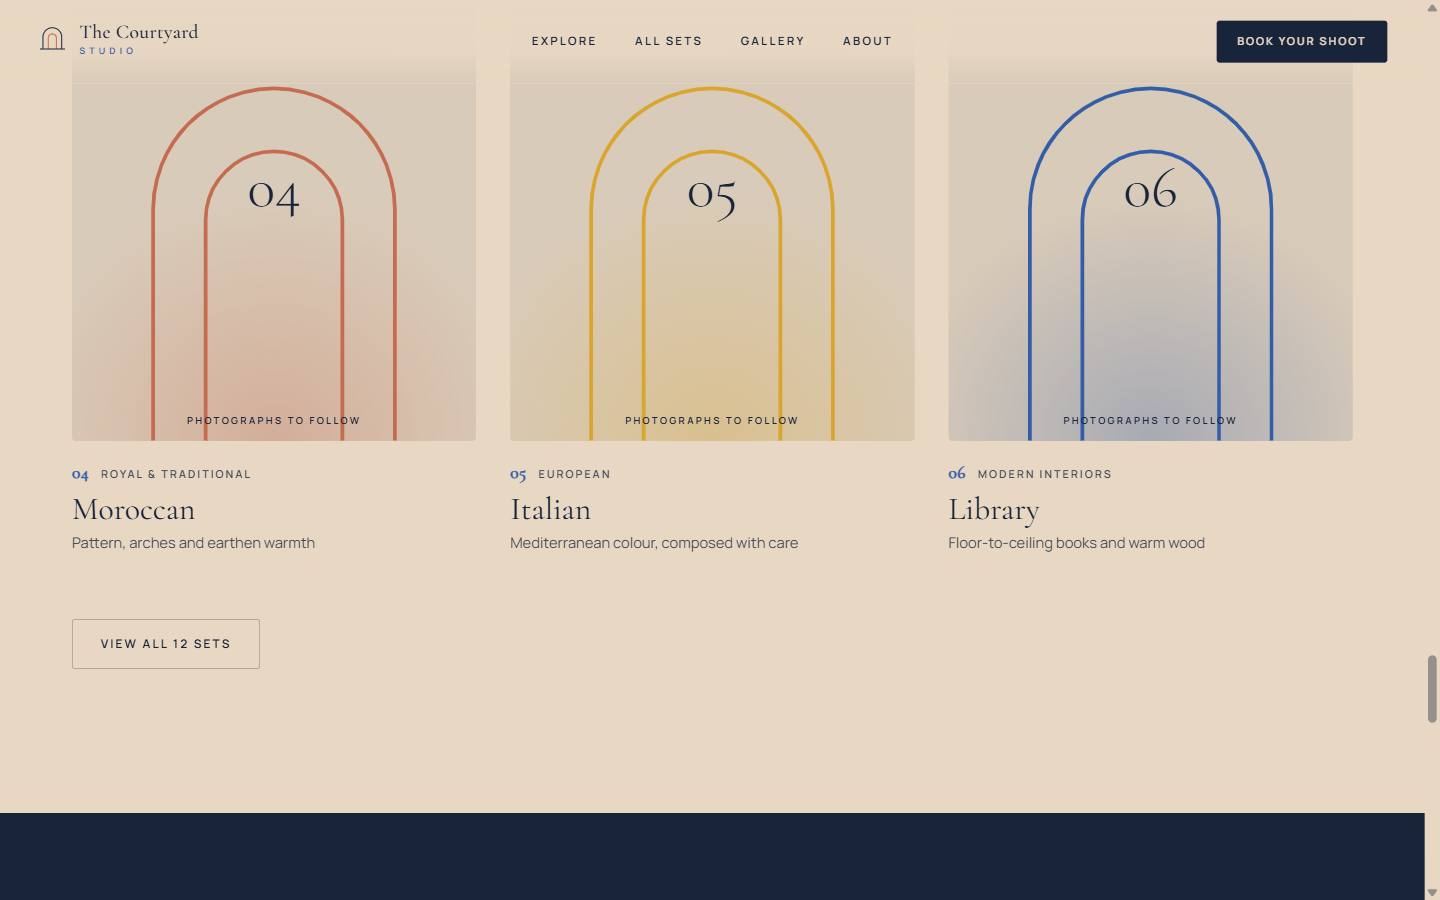 The Courtyard
STUDIO
EXPLORE
ALL SETS
GALLERY
ABOUT
BOOK YOUR SHOOT
04
05
06
PHOTOGRAPHS TO FOLLOW
PHOTOGRAPHS TO FOLLOW
PHOTOGRAPHS TO FOLLOW
04 ROYAL & TRADITIONAL
Moroccan
Pattern, arches and earthen warmth
05 EUROPEAN
Italian
Mediterranean colour, composed with care
06 MODERN INTERIORS
Library
Floor-to-ceiling books and warm wood
VIEW ALL 12 SETS